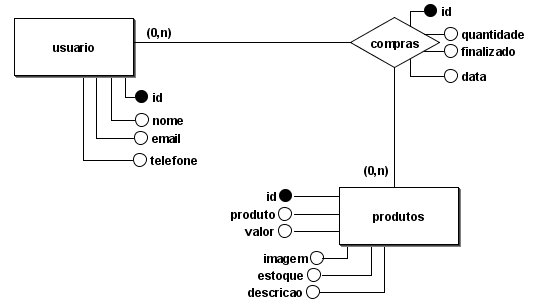 usuario
(0,n)
compras
id
quantidade
finalizado
data
id
nome
email
telefone
(0,n)
produtos
id
produto
valor
imagem
estoque
descricao